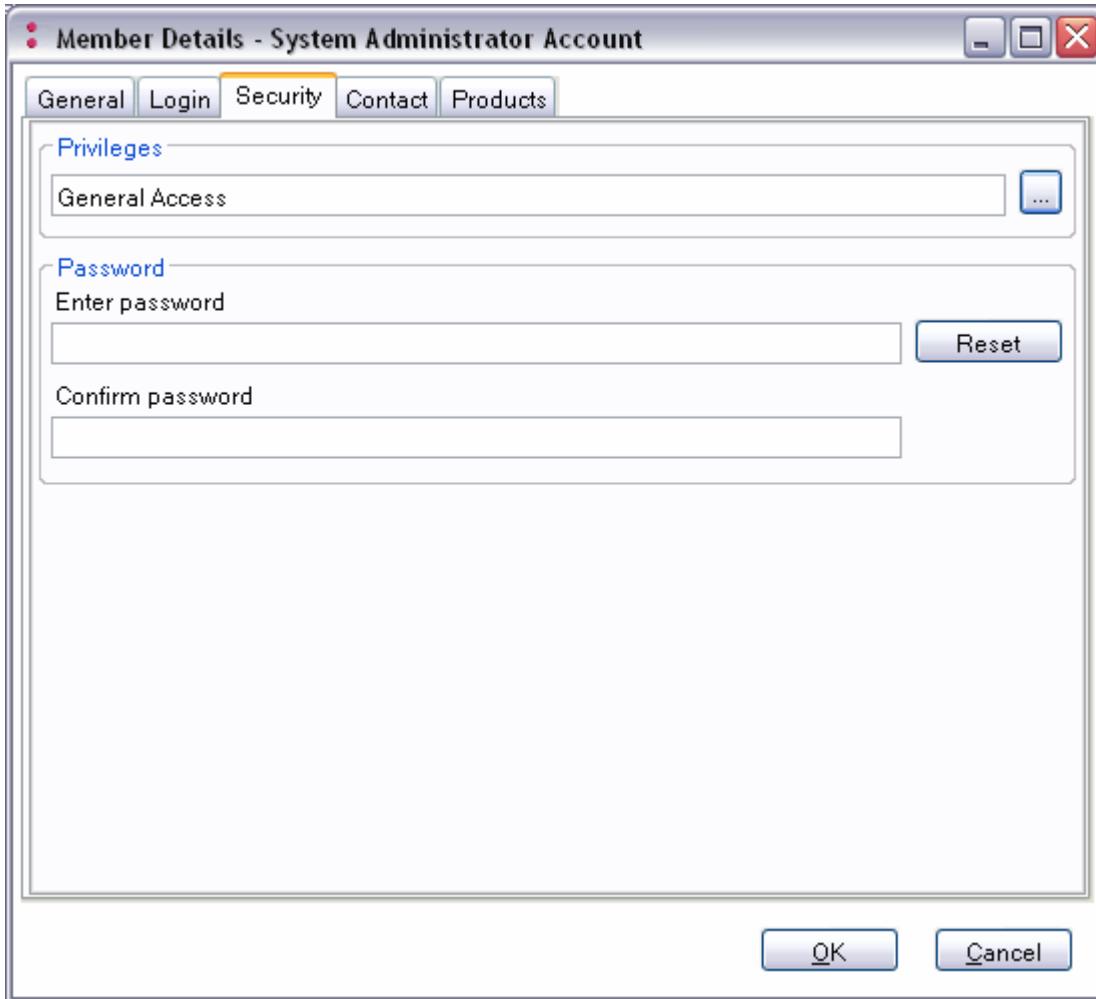 Member Details - System Administrator Account
General Login Security Contact Products
Privileges
General Access ...
Password
Enter password
Reset
Confirm password
OK Cancel